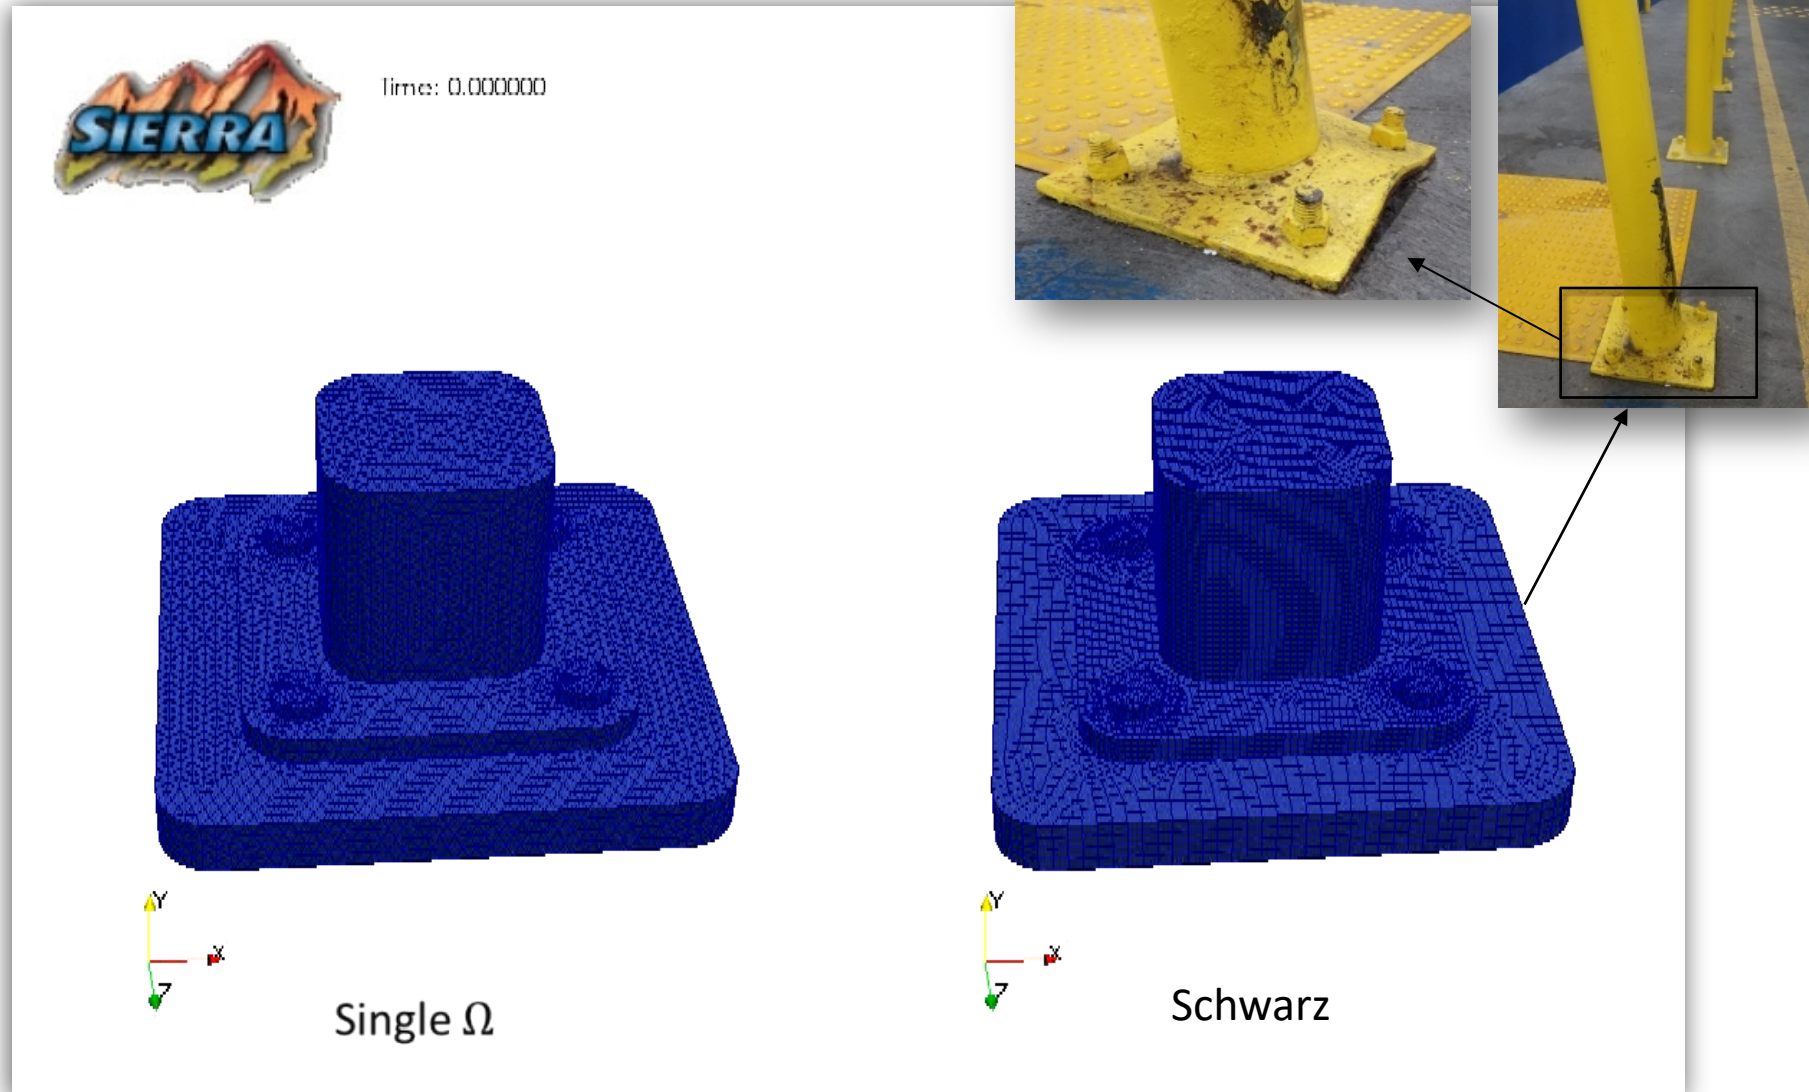 SIERRA
Time: 0.000000
Y
X
Z
Y
X
Z
Single Ω
Schwarz